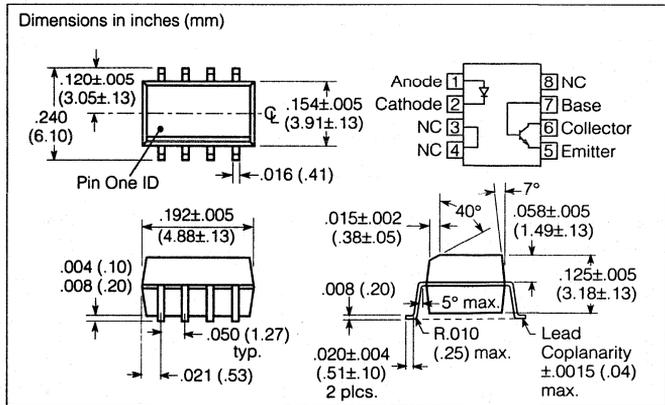 Dimensions in inches (mm)
.120±.005
(3.05±.13)
.240
(6.10)
Pin One ID
℄ .154±.005
(3.91±.13)
.016 (.41)
Anode 1
Cathode 2
NC 3
NC 4
8 NC
7 Base
6 Collector
5 Emitter
.192±.005
(4.88±.13)
.004 (.10)
.008 (.20)
.050 (1.27)
typ.
.021 (.53)
7°
40°
.015±.002
(.38±.05)
.058±.005
(1.49±.13)
.125±.005
(3.18±.13)
.008 (.20)
5° max.
.020±.004
(.51±.10)
2 plcs.
R.010
(.25) max.
Lead
Coplanarity
±.0015 (.04)
max.